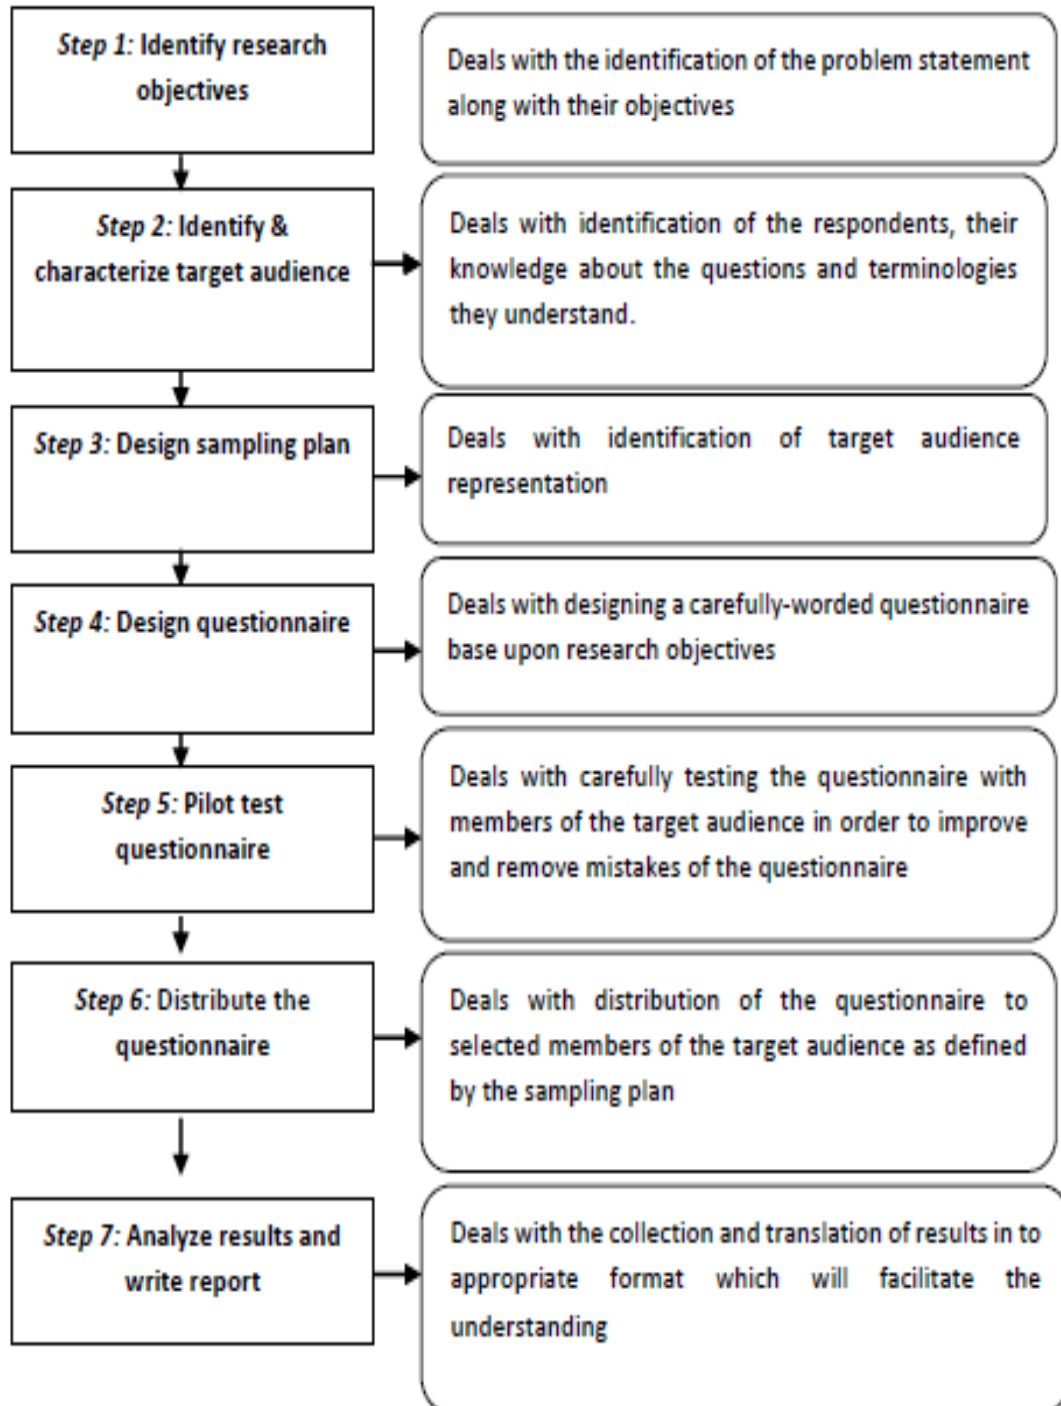 Step 1: Identify research
objectives
Deals with the identification of the problem statement
along with their objectives
Step 2: Identify &
characterize target audience
Deals with identification of the respondents, their
knowledge about the questions and terminologies
they understand.
Step 3: Design sampling plan
Deals with identification of target audience
representation
Step 4: Design questionnaire
Deals with designing a carefully-worded questionnaire
base upon research objectives
Step 5: Pilot test
questionnaire
Deals with carefully testing the questionnaire with
members of the target audience in order to improve
and remove mistakes of the questionnaire
Step 6: Distribute the
questionnaire
Deals with distribution of the questionnaire to
selected members of the target audience as defined
by the sampling plan
Step 7: Analyze results and
write report
Deals with the collection and translation of results in to
appropriate format which will facilitate the
understanding